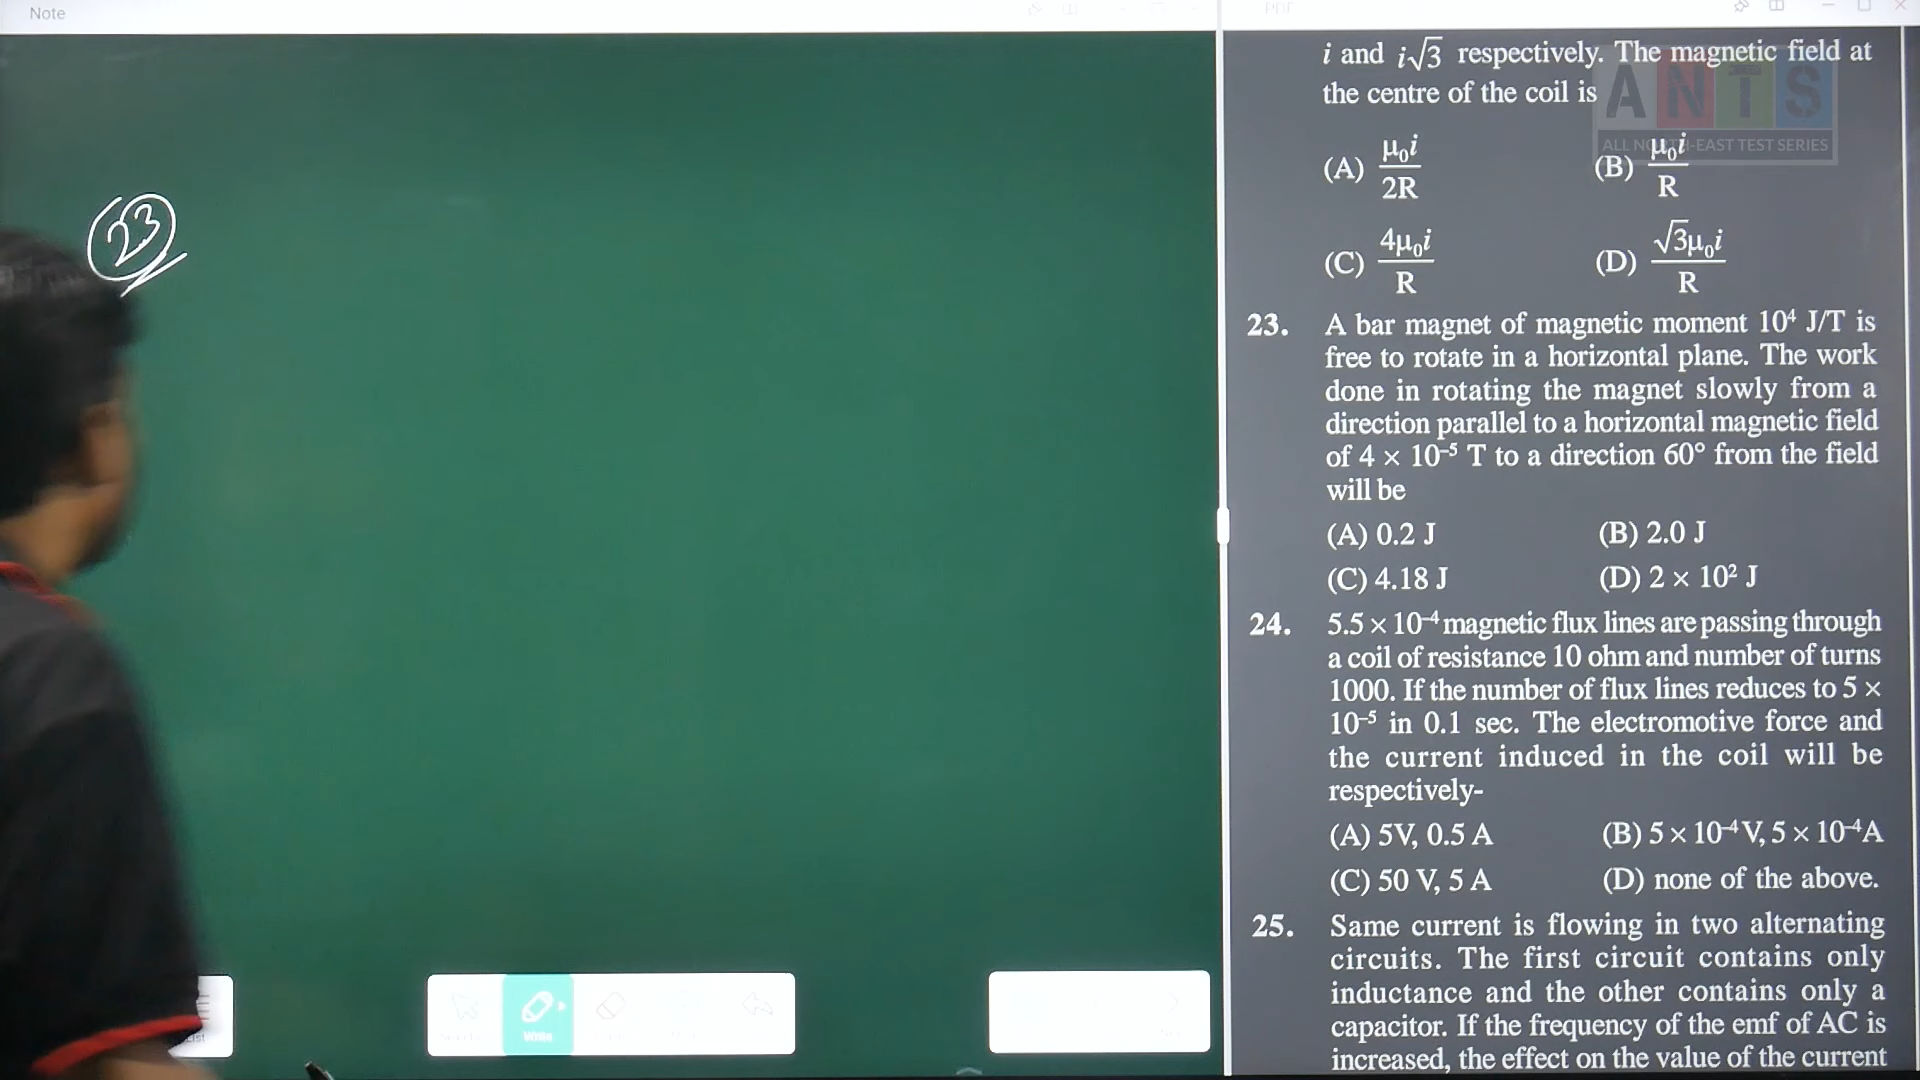 Note
PDF
23
i and i√3 respectively. The magnetic field at
the centre of the coil is
ANTS
ALL NORTH-EAST TEST SERIES
(A) μ₀i/2R (B) μ₀i/R
(C) 4μ₀i/R (D) √3μ₀i/R
23. A bar magnet of magnetic moment 10⁴ J/T is
free to rotate in a horizontal plane. The work
done in rotating the magnet slowly from a
direction parallel to a horizontal magnetic field
of 4 × 10⁻⁵ T to a direction 60° from the field
will be
(A) 0.2 J (B) 2.0 J
(C) 4.18 J (D) 2 × 10² J
24. 5.5 × 10⁻⁴ magnetic flux lines are passing through
a coil of resistance 10 ohm and number of turns
1000. If the number of flux lines reduces to 5 ×
10⁻⁵ in 0.1 sec. The electromotive force and
the current induced in the coil will be
respectively-
(A) 5V, 0.5 A (B) 5 × 10⁻⁴ V, 5 × 10⁻⁴ A
(C) 50 V, 5 A (D) none of the above.
25. Same current is flowing in two alternating
circuits. The first circuit contains only
inductance and the other contains only a
capacitor. If the frequency of the emf of AC is
increased, the effect on the value of the current
Write